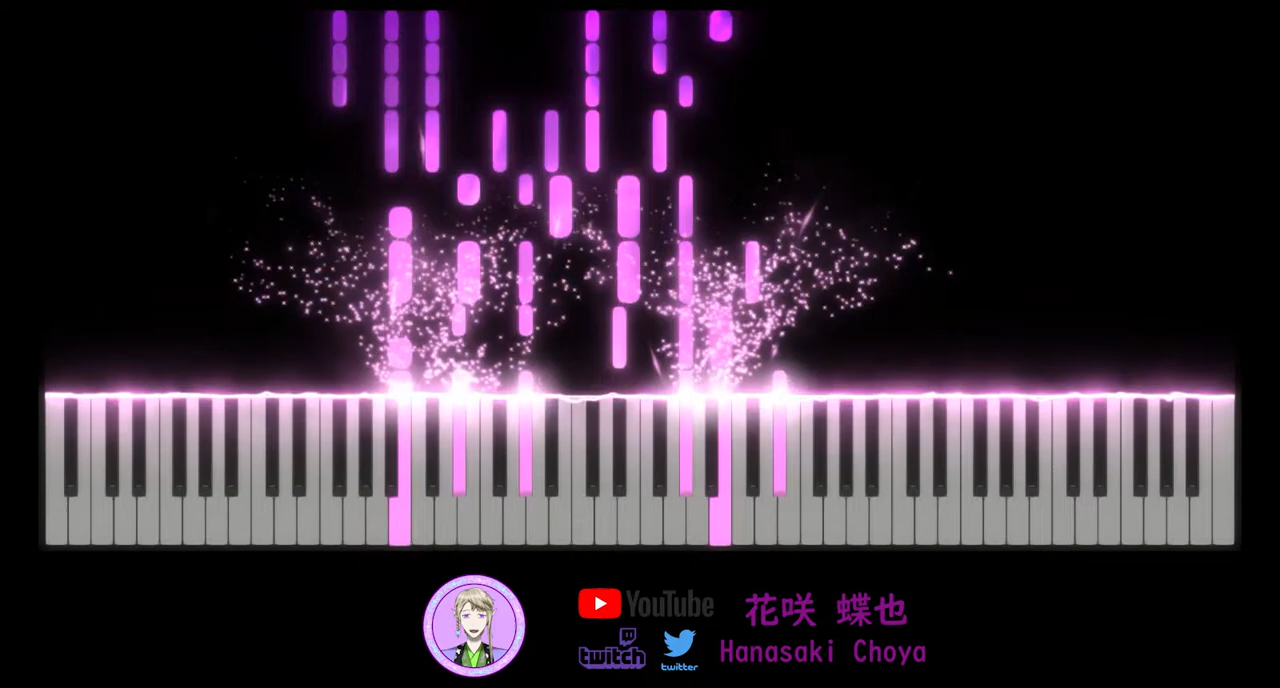 YouTube
花咲 蝶也
twitch
twitter
Hanasaki Choya